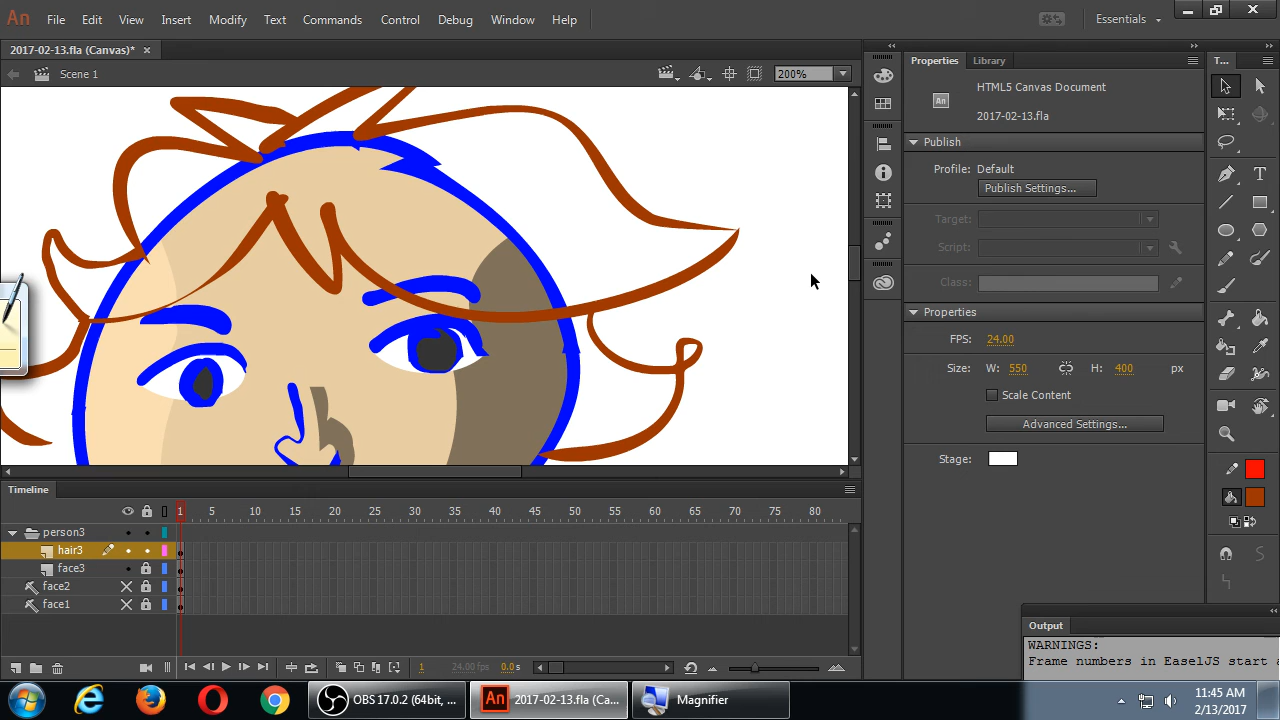 An File Edit View Insert Modify Text Commands Control Debug Window Help Essentials
2017-02-13.fla (Canvas)* ×
Scene 1 200%
Properties Library T...
An HTML5 Canvas Document
2017-02-13.fla
Publish
Profile: Default
Publish Settings...
Target:
Script:
Class:
Properties
FPS: 24.00
Size: W: 550 H: 400 px
Scale Content
Advanced Settings...
Stage:
Timeline
1 5 10 15 20 25 30 35 40 45 50 55 60 65 70 75 80
person3
hair3
face3
face2
face1
1 24.00 fps 0.0 s
Output
WARNINGS:
Frame numbers in EaselJS start a
OBS 17.0.2 (64bit, ...
An 2017-02-13.fla (Ca...
Magnifier
11:45 AM
2/13/2017